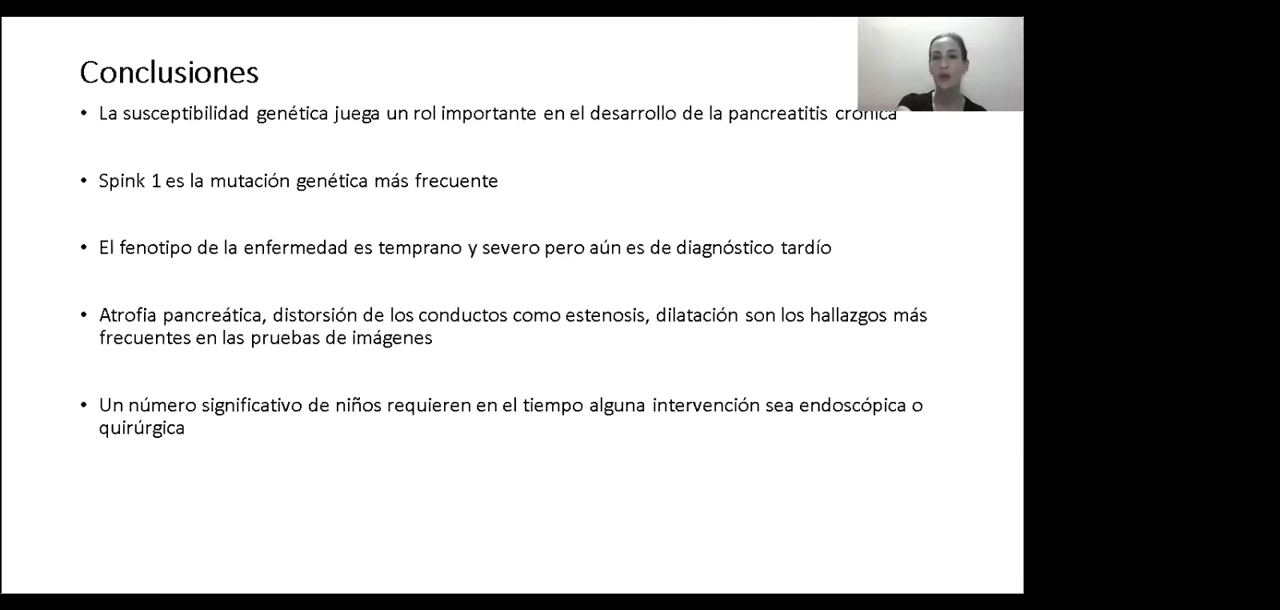 Conclusiones
• La susceptibilidad genética juega un rol importante en el desarrollo de la pancreatitis crónica
• Spink 1 es la mutación genética más frecuente
• El fenotipo de la enfermedad es temprano y severo pero aún es de diagnóstico tardío
• Atrofia pancreática, distorsión de los conductos como estenosis, dilatación son los hallazgos más
frecuentes en las pruebas de imágenes
• Un número significativo de niños requieren en el tiempo alguna intervención sea endoscópica o
quirúrgica